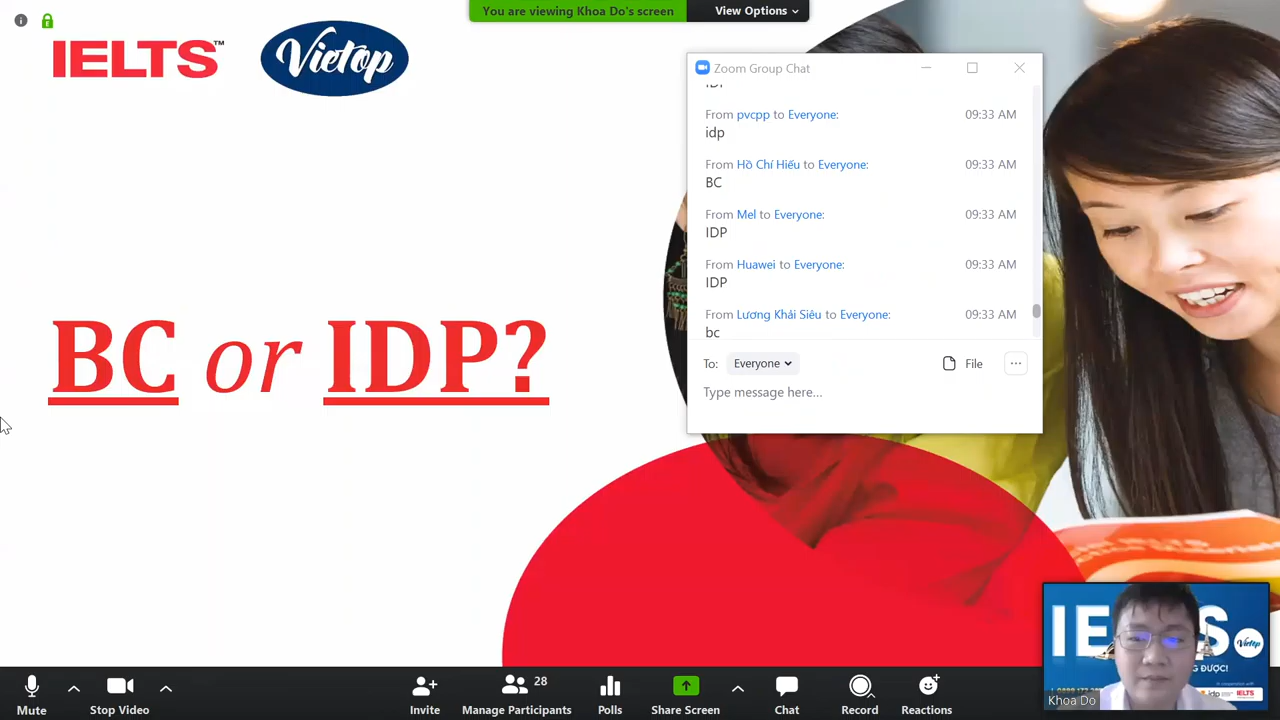 You are viewing Khoa Do's screen
View Options
IELTS™
Vietop
Zoom Group Chat
From pvcpp to Everyone:
09:33 AM
idp
From Hồ Chí Hiếu to Everyone:
09:33 AM
BC
From Mel to Everyone:
09:33 AM
IDP
From Huawei to Everyone:
09:33 AM
IDP
From Lương Khải Siêu to Everyone:
09:33 AM
bc
To: Everyone
File
Type message here...
BC or IDP?
Vietop
G ĐƯỢC!
idp IELTS
Khoa Do
Mute
Stop Video
Invite
28
Manage Participants
Polls
Share Screen
Chat
Record
Reactions